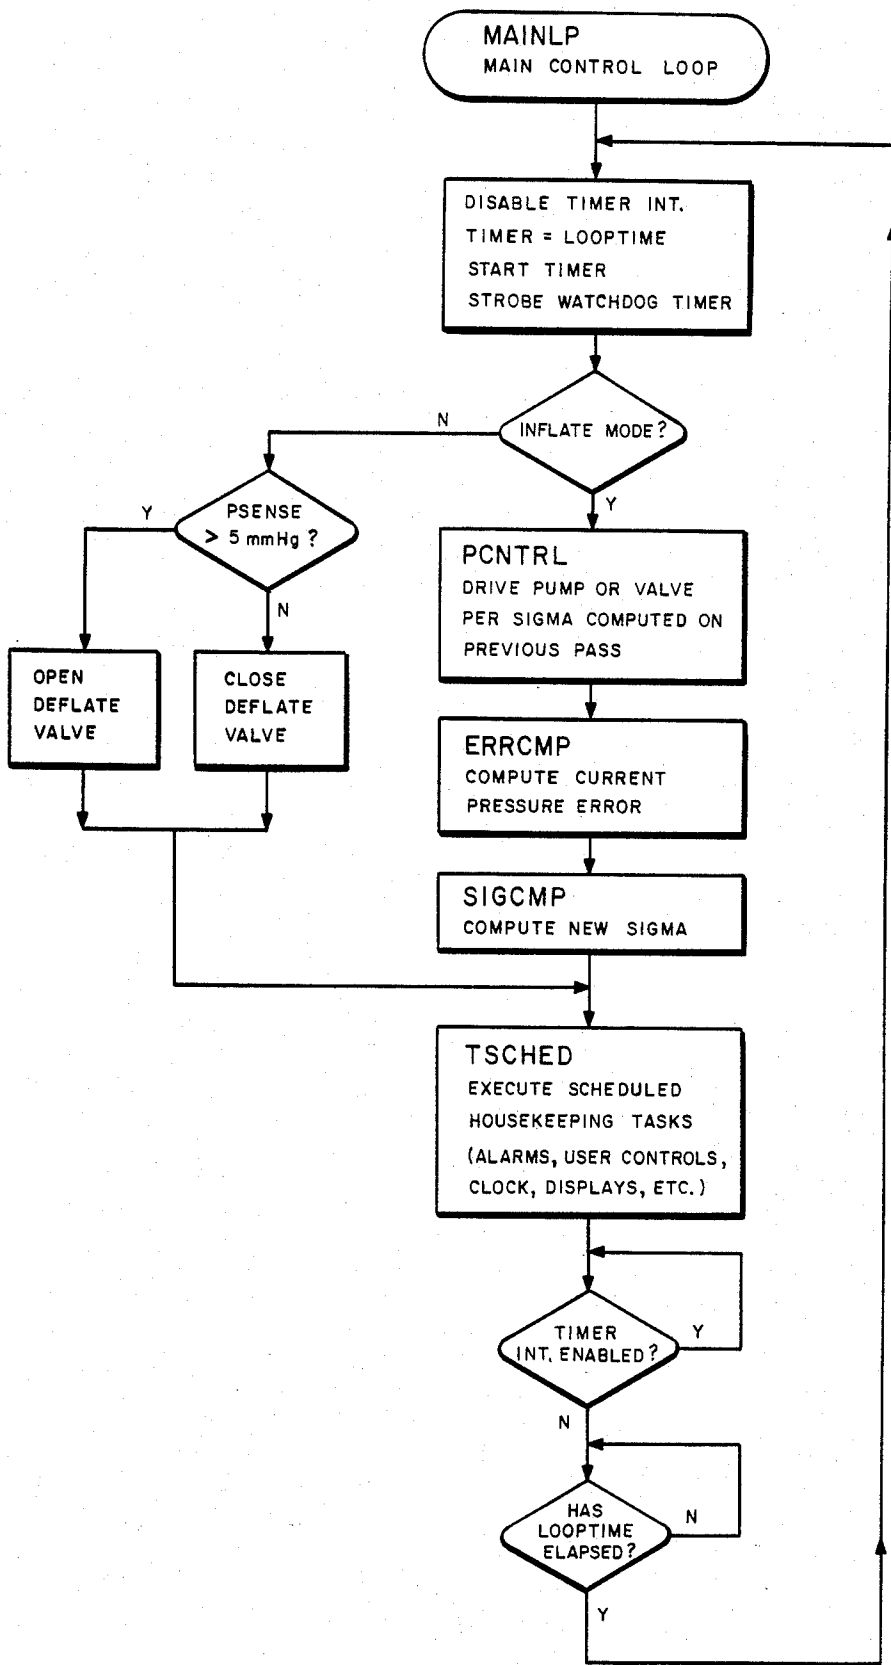 MAINLP
MAIN CONTROL LOOP
DISABLE TIMER INT.
TIMER = LOOPTIME
START TIMER
STROBE WATCHDOG TIMER
INFLATE MODE?
N
Y
PSENSE
> 5 mmHg ?
Y
N
OPEN
DEFLATE
VALVE
CLOSE
DEFLATE
VALVE
PCNTRL
DRIVE PUMP OR VALVE
PER SIGMA COMPUTED ON
PREVIOUS PASS
ERRCMP
COMPUTE CURRENT
PRESSURE ERROR
SIGCMP
COMPUTE NEW SIGMA
TSCHED
EXECUTE SCHEDULED
HOUSEKEEPING TASKS
(ALARMS, USER CONTROLS,
CLOCK, DISPLAYS, ETC.)
TIMER
INT. ENABLED?
Y
N
HAS
LOOPTIME
ELAPSED?
N
Y